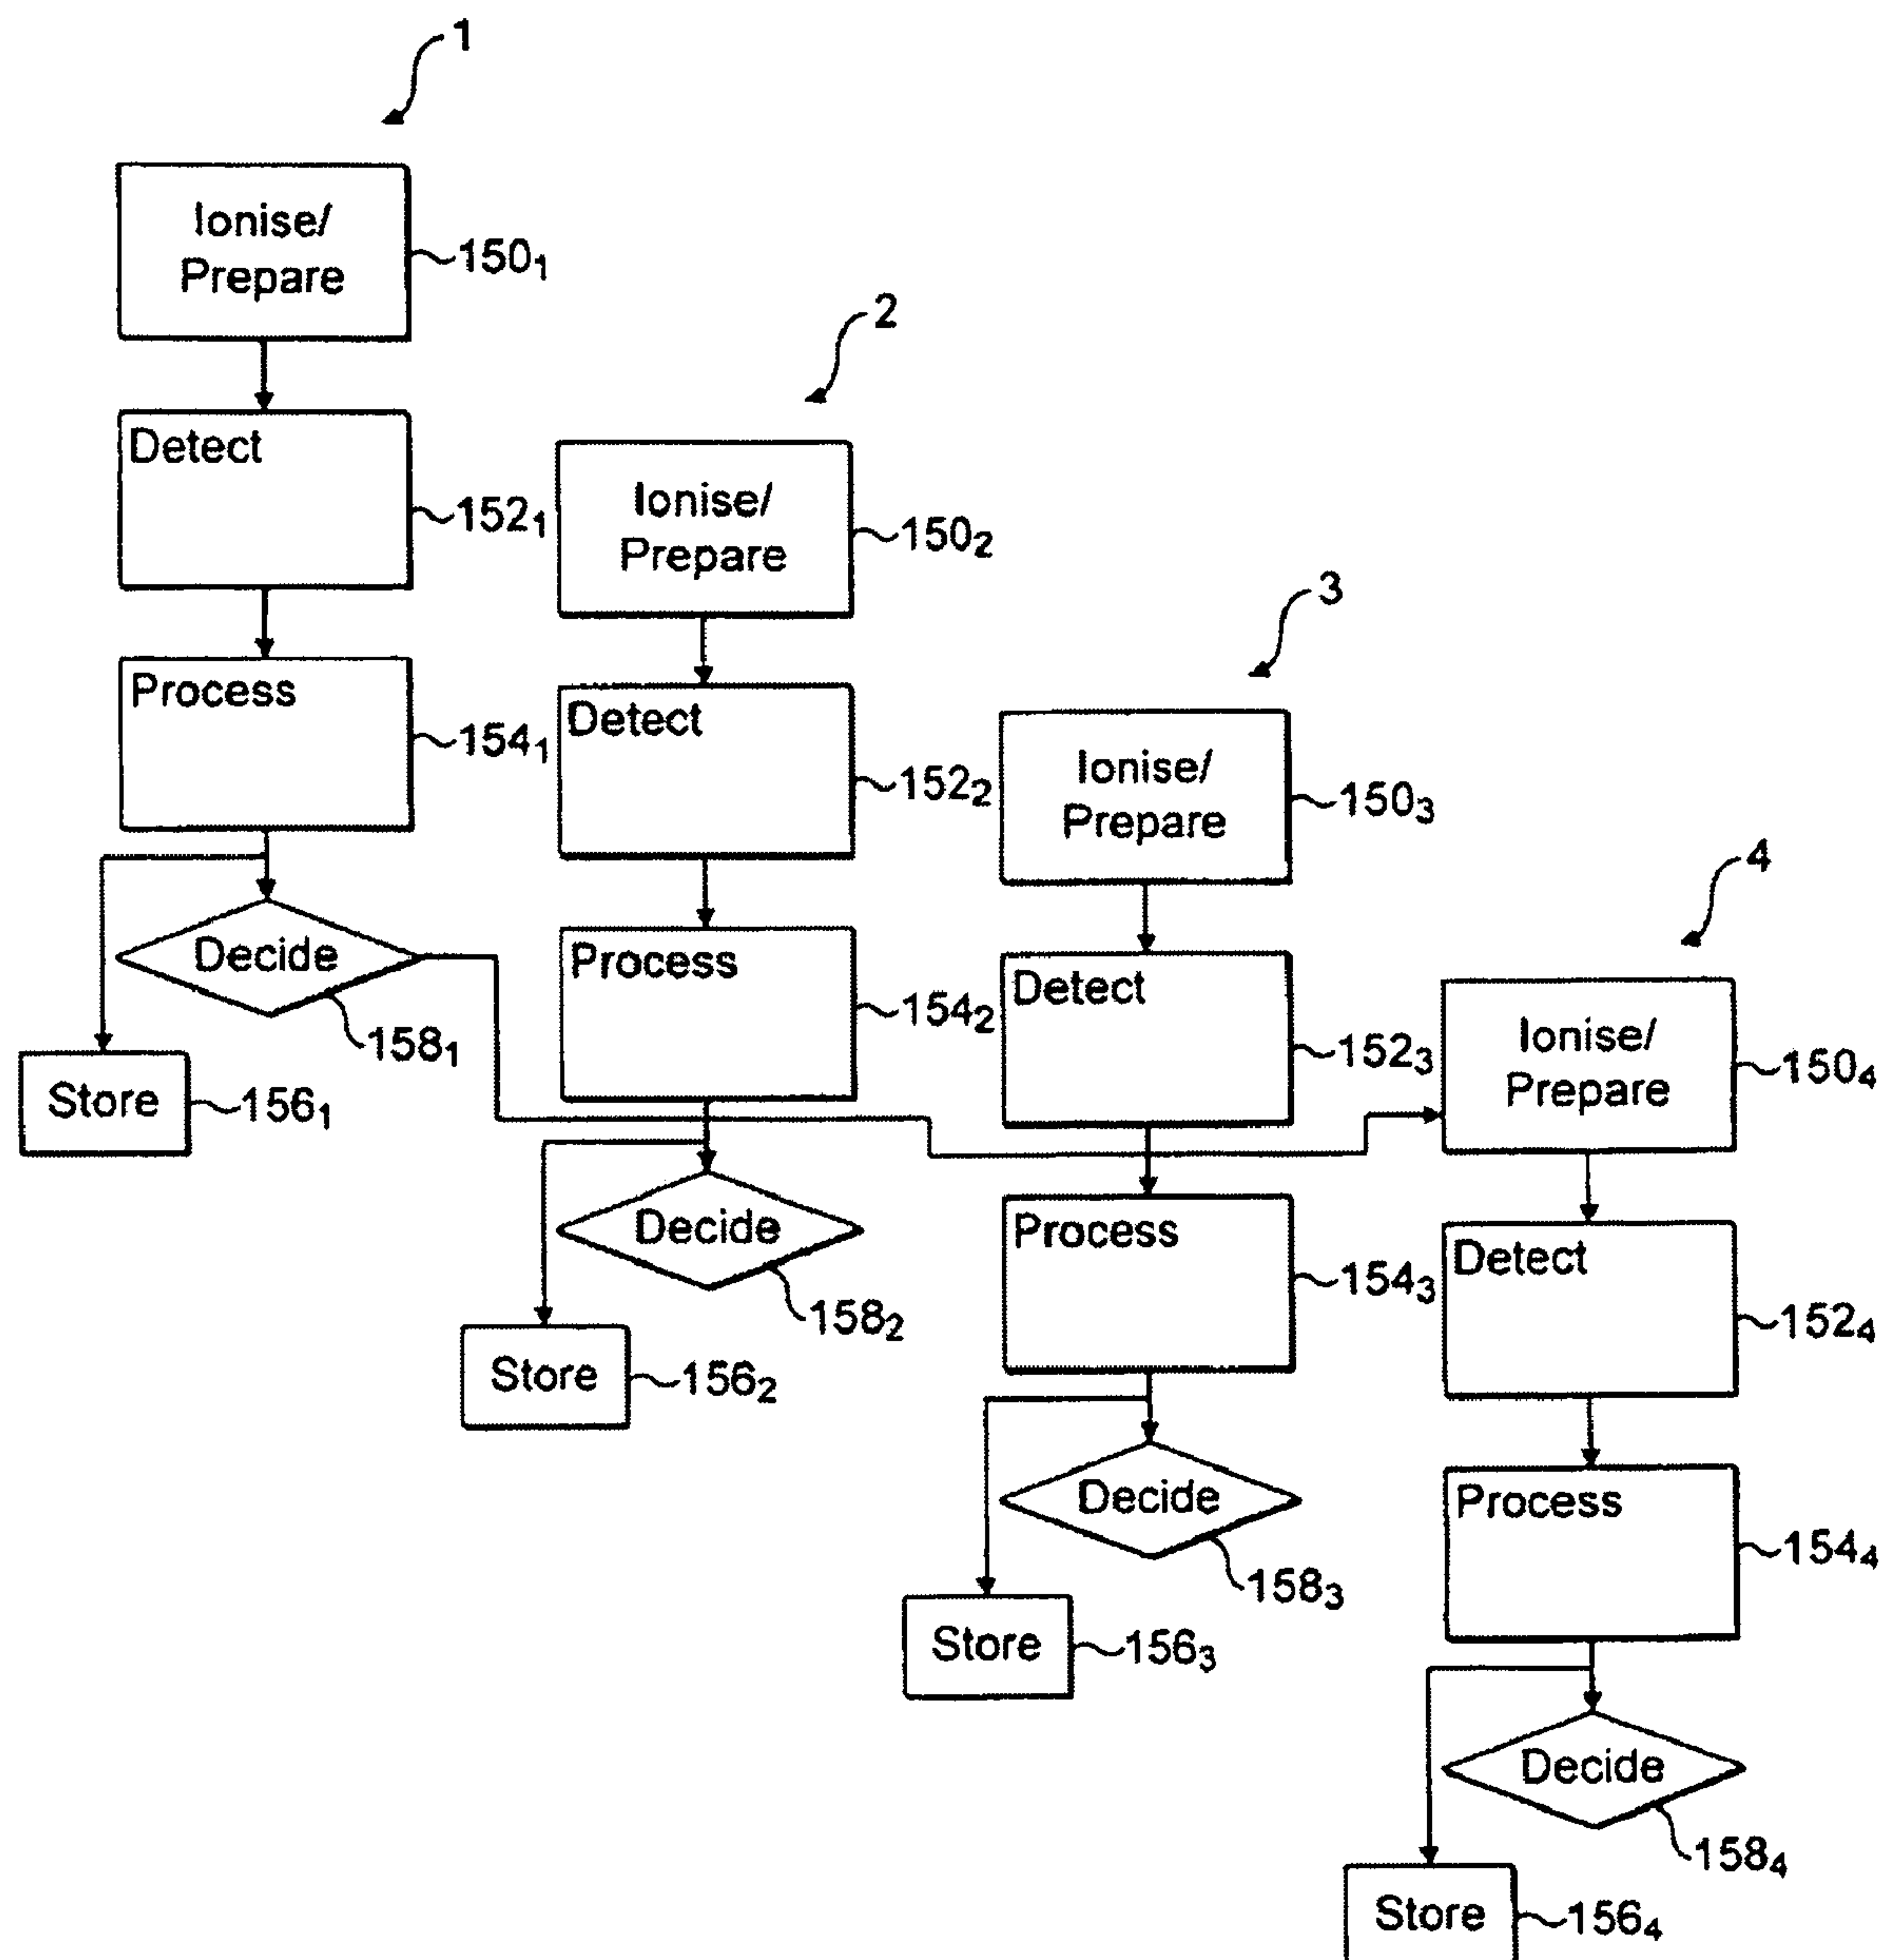 1
Ionise/
Prepare
150₁
Detect
152₁
Process
154₁
Decide
158₁
Store
156₁
2
Ionise/
Prepare
150₂
Detect
152₂
Process
154₂
Decide
158₂
Store
156₂
3
Ionise/
Prepare
150₃
Detect
152₃
Process
154₃
Decide
158₃
Store
156₃
4
Ionise/
Prepare
150₄
Detect
152₄
Process
154₄
Decide
158₄
Store
156₄